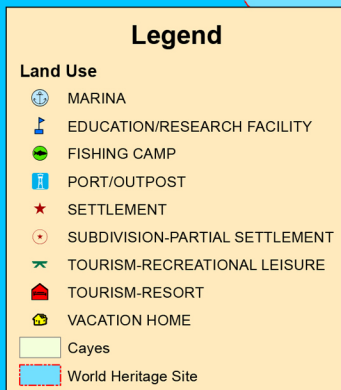 Legend
Land Use
MARINA
EDUCATION/RESEARCH FACILITY
FISHING CAMP
PORT/OUTPOST
SETTLEMENT
SUBDIVISION-PARTIAL SETTLEMENT
TOURISM-RECREATIONAL LEISURE
TOURISM-RESORT
VACATION HOME
Cayes
World Heritage Site